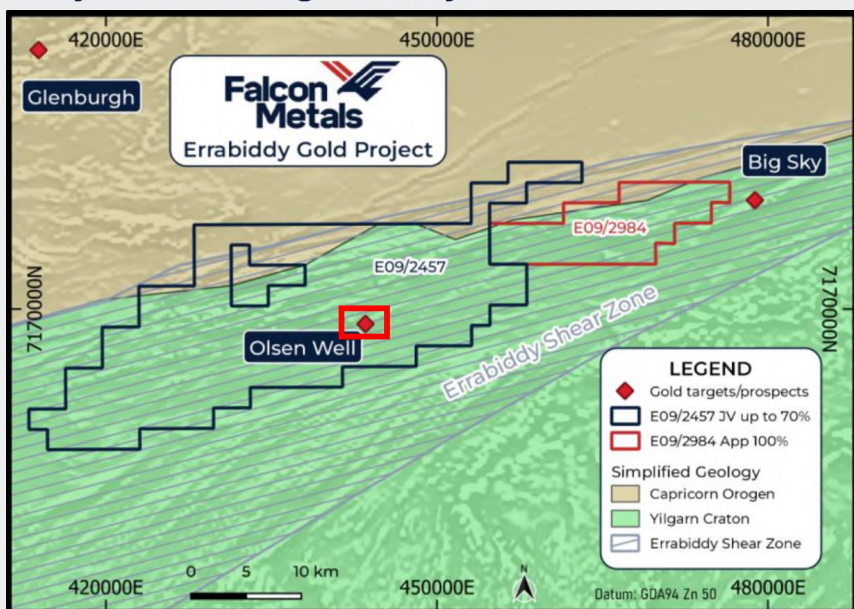 420000E
450000E
480000E
Glenburgh
Falcon
Metals
Errabiddy Gold Project
Big Sky
E09/2984
E09/2457
7170000N
7170000N
Olsen Well
Errabiddy Shear Zone
LEGEND
Gold targets/prospects
E09/2457 JV up to 70%
E09/2984 App 100%
Simplified Geology
Capricorn Orogen
Yilgarn Craton
Errabiddy Shear Zone
0 5 10 km
N
Datum: GDA94 Zn 50
420000E
450000E
480000E